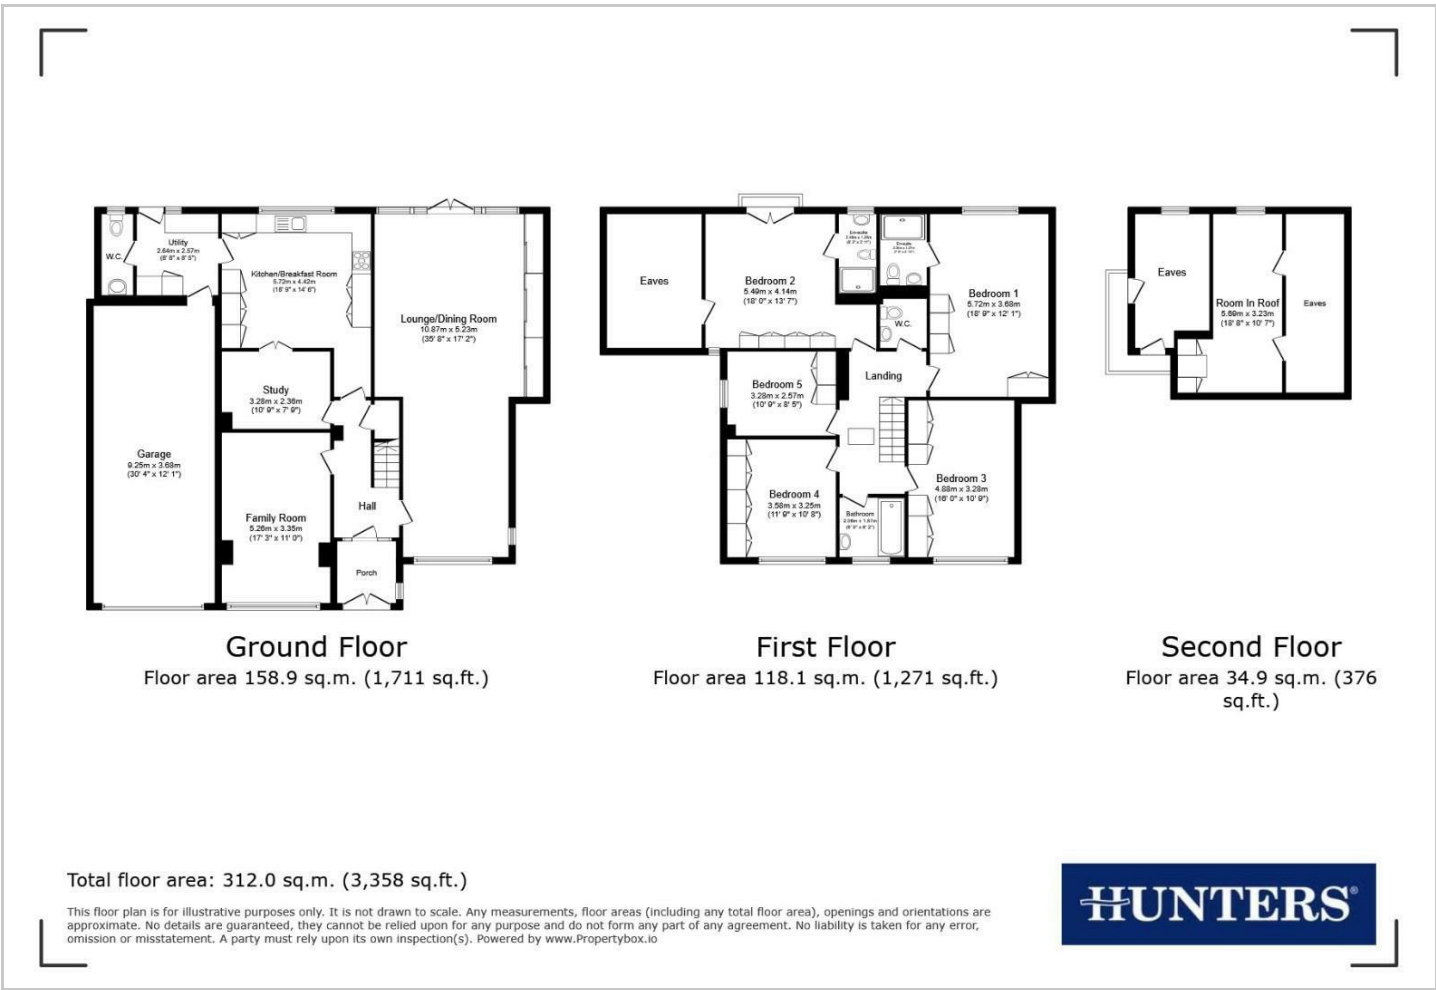 W.C.
Utility
2.64m x 2.57m
(8' 8" x 8' 5")
Kitchen/Breakfast Room
5.72m x 4.42m
(18' 9" x 14' 6")
Lounge/Dining Room
10.87m x 5.23m
(35' 8" x 17' 2")
Study
3.28m x 2.36m
(10' 9" x 7' 9")
Garage
9.25m x 3.68m
(30' 4" x 12' 1")
Family Room
5.26m x 3.35m
(17' 3" x 11' 0")
Hall
Porch
Ground Floor
Floor area 158.9 sq.m. (1,711 sq.ft.)
Eaves
Bedroom 2
5.49m x 4.14m
(18' 0" x 13' 7")
Ensuite
Ensuite
Bedroom 1
5.72m x 3.68m
(18' 9" x 12' 1")
W.C.
Landing
Bedroom 5
3.28m x 2.57m
(10' 9" x 8' 5")
Bedroom 4
3.58m x 3.25m
(11' 9" x 10' 8")
Bathroom
Bedroom 3
4.88m x 3.28m
(16' 0" x 10' 9")
First Floor
Floor area 118.1 sq.m. (1,271 sq.ft.)
Eaves
Room In Roof
5.69m x 3.23m
(18' 8" x 10' 7")
Eaves
Second Floor
Floor area 34.9 sq.m. (376
sq.ft.)
Total floor area: 312.0 sq.m. (3,358 sq.ft.)
This floor plan is for illustrative purposes only. It is not drawn to scale. Any measurements, floor areas (including any total floor area), openings and orientations are
approximate. No details are guaranteed, they cannot be relied upon for any purpose and do not form any part of any agreement. No liability is taken for any error,
omission or misstatement. A party must rely upon its own inspection(s). Powered by www.Propertybox.io
HUNTERS®